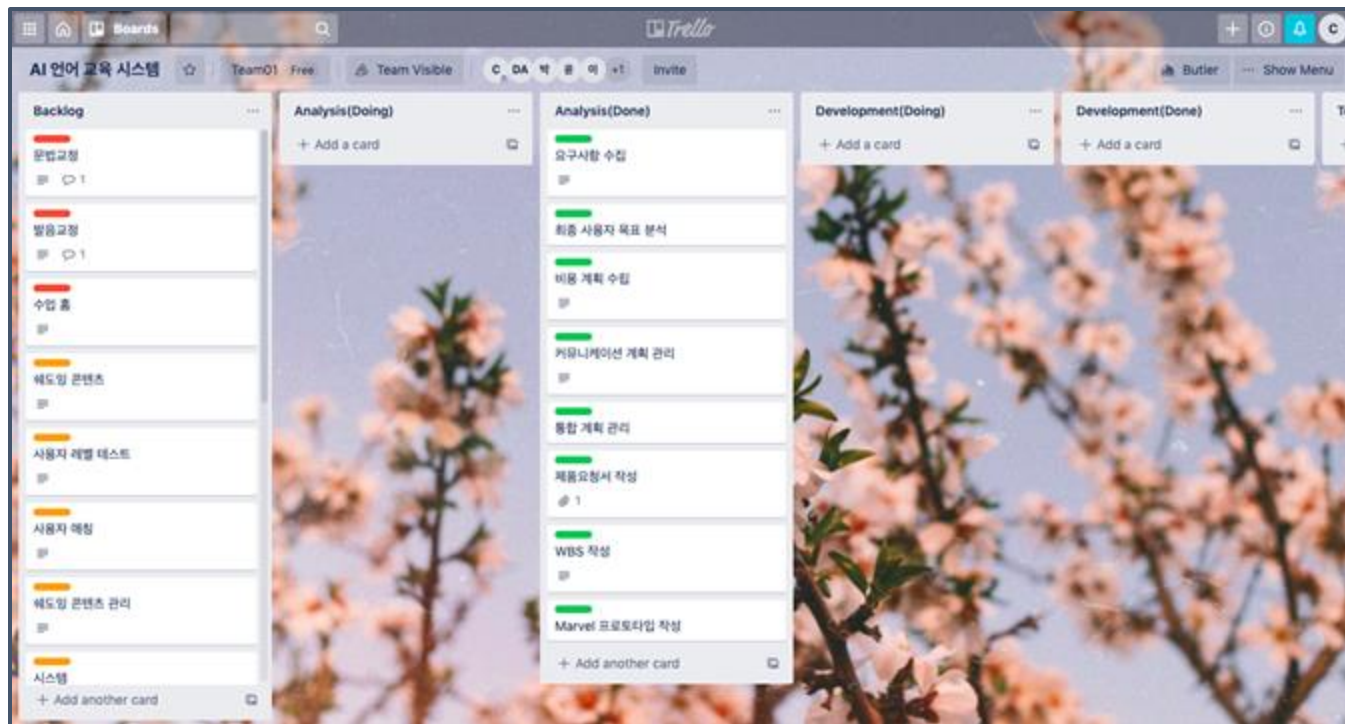 Boards
Trello
C
AI 언어 교육 시스템
Team01 Free
Team Visible
C DA 박 윤 이 +1
Invite
Butler
... Show Menu
Backlog
문법교정
1
발음교정
1
수업 홈
쉐도잉 콘텐츠
사용자 레벨 테스트
사용자 매칭
쉐도잉 콘텐츠 관리
시스템
+ Add another card
Analysis(Doing)
+ Add a card
Analysis(Done)
요구사항 수집
최종 사용자 목표 분석
비용 계획 수립
커뮤니케이션 계획 관리
통합 계획 관리
제품요청서 작성
1
WBS 작성
Marvel 프로토타입 작성
+ Add another card
Development(Doing)
+ Add a card
Development(Done)
+ Add a card